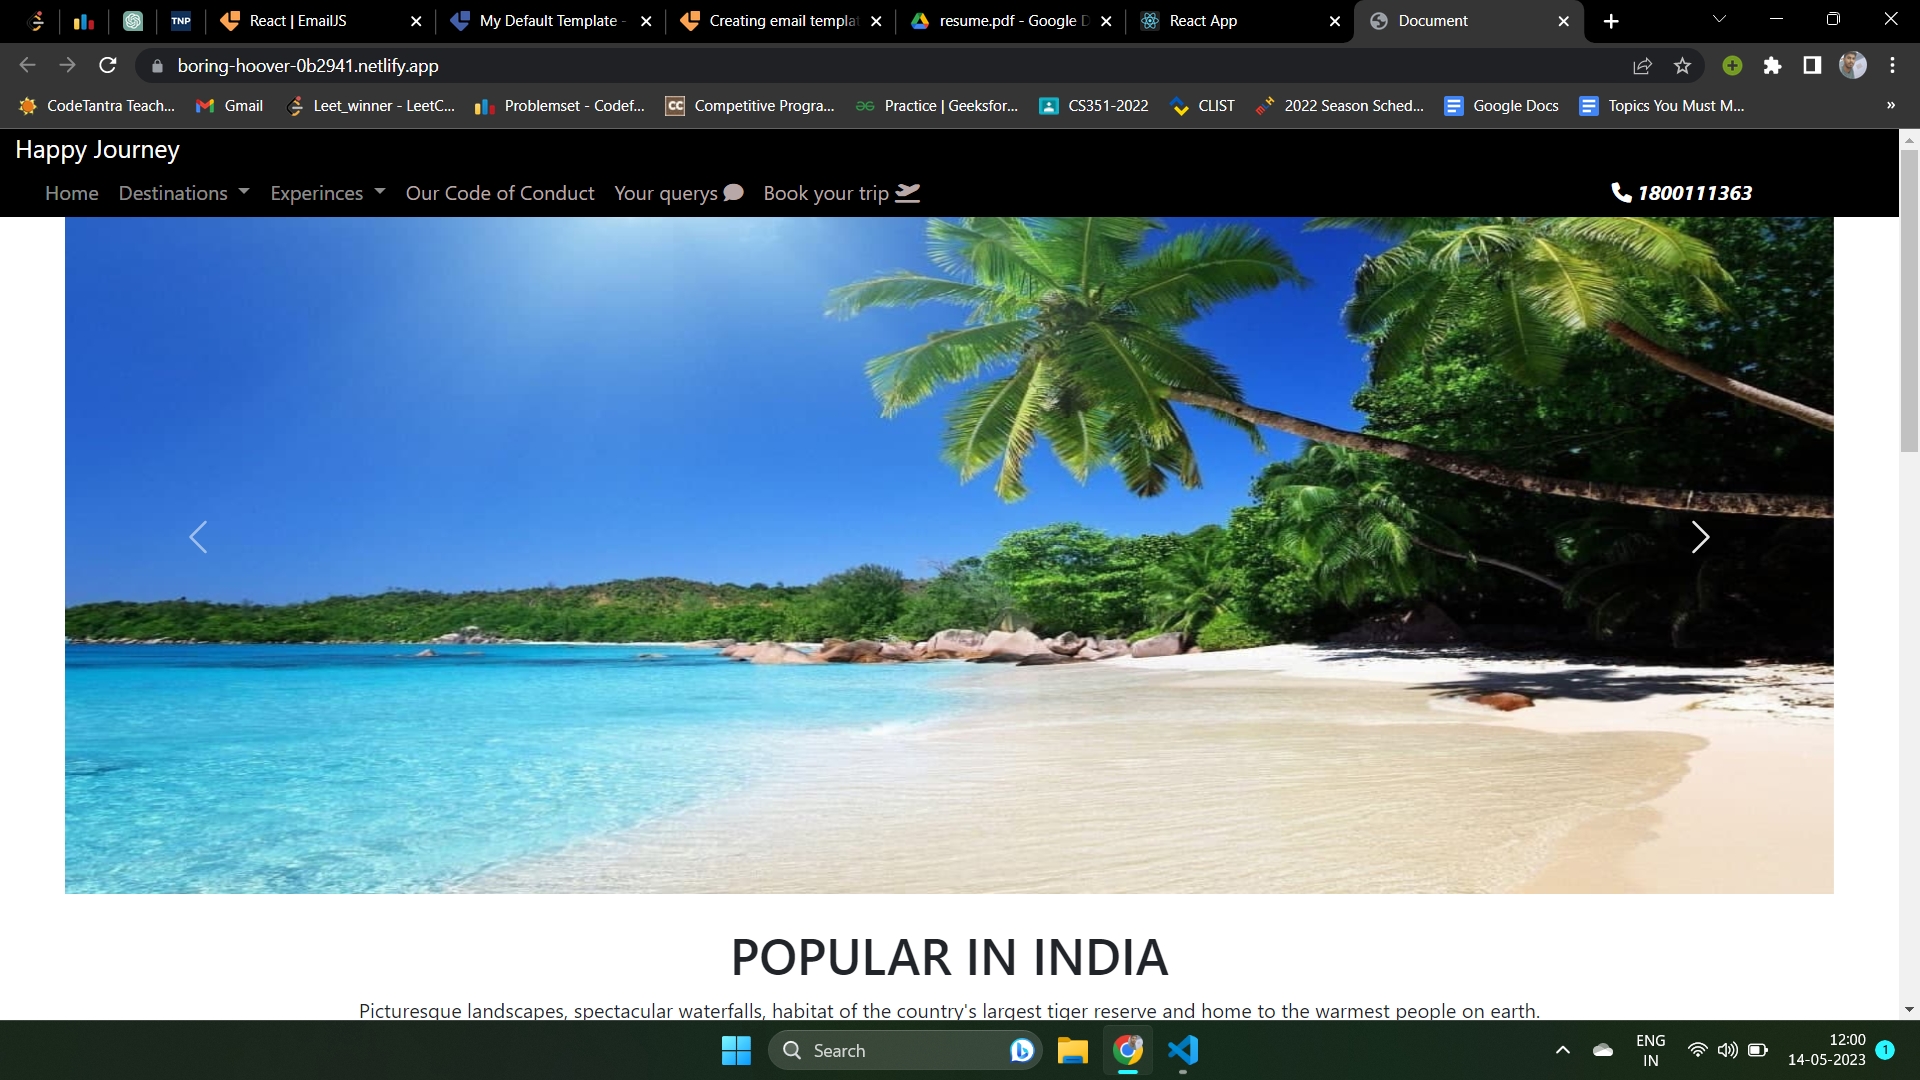 TNP React | EmailJS My Default Template - Creating email templat resume.pdf - Google D React App Document
boring-hoover-0b2941.netlify.app
CodeTantra Teach... Gmail Leet_winner - LeetC... Problemset - Codef... CC Competitive Progra... Practice | Geeksfor... CS351-2022 CLIST 2022 Season Sched... Google Docs Topics You Must M... »
Happy Journey
Home Destinations Experinces Our Code of Conduct Your querys Book your trip 1800111363
POPULAR IN INDIA
Picturesque landscapes, spectacular waterfalls, habitat of the country's largest tiger reserve and home to the warmest people on earth.
Search
ENG
IN
12:00
14-05-2023
1